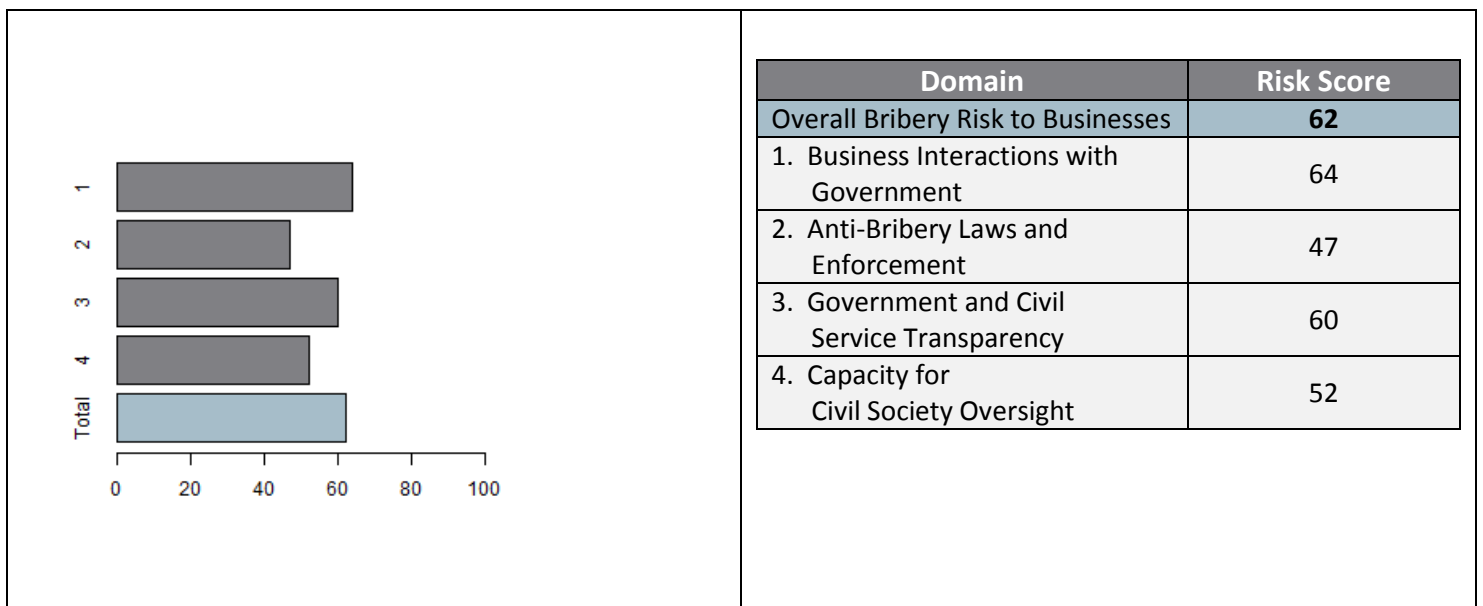 1
2
3
4
Total
0 20 40 60 80 100
Domain Risk Score
Overall Bribery Risk to Businesses 62
1. Business Interactions with
Government 64
2. Anti-Bribery Laws and
Enforcement 47
3. Government and Civil
Service Transparency 60
4. Capacity for
Civil Society Oversight 52